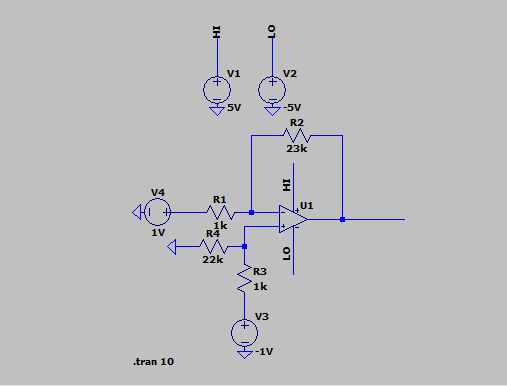 HI
LO
V1
V2
5V
-5V
R2
23k
HI
V4
R1
U1
1V
1k
R4
22k
LO
R3
1k
V3
-1V
.tran 10